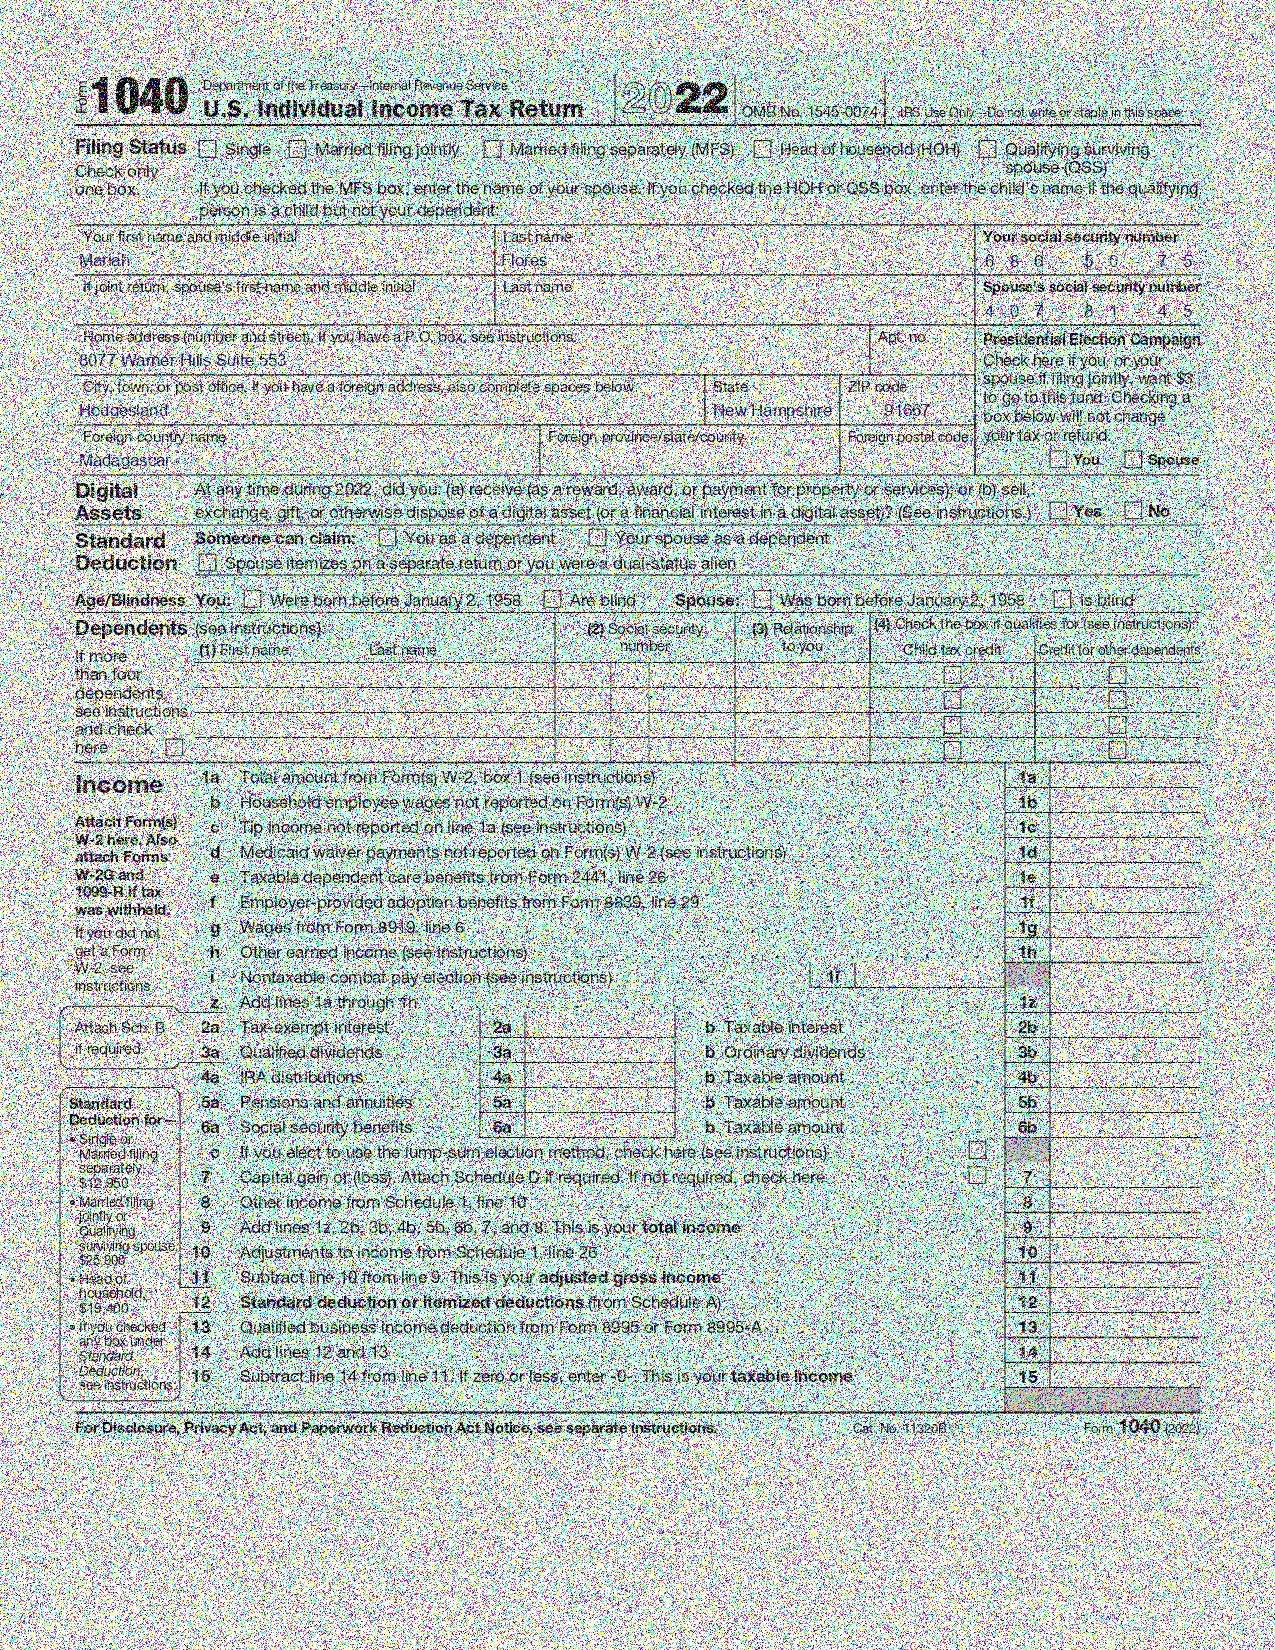 Form 1040 Department of the Treasury—Internal Revenue Service
U.S. Individual Income Tax Return 2022 OMB No. 1545-0074 IRS Use Only—Do not write or staple in this space.
Filing Status Single Married filing jointly Married filing separately (MFS) Head of household (HOH) Qualifying surviving spouse (QSS)
Check only one box.
If you checked the MFS box, enter the name of your spouse. If you checked the HOH or QSS box, enter the child's name if the qualifying
person is a child but not your dependent:
Your first name and middle initial Last name Your social security number
Mariah Flores
If joint return, spouse's first name and middle initial Last name Spouse's social security number
4 0 7 8 1 4 5
Home address (number and street). If you have a P.O. box, see instructions. Apt. no.
Warner Hills Suite 553
City, town, or post office. If you have a foreign address, also complete spaces below. State ZIP code
Hodgesland New Hampshire 91667
Foreign country name Foreign province/state/county Foreign postal code
Madagascar
Presidential Election Campaign
Check here if you, or your
spouse if filing jointly, want $3
to go to this fund. Checking a
box below will not change
your tax or refund.
You Spouse
Digital Assets
At any time during 2022, did you: (a) receive (as a reward, award, or payment for property or services); or (b) sell,
exchange, gift, or otherwise dispose of a digital asset (or a financial interest in a digital asset)? (See instructions.) Yes No
Standard Deduction
Someone can claim: You as a dependent Your spouse as a dependent
Spouse itemizes on a separate return or you were a dual-status alien
Age/Blindness You: Were born before January 2, 1958 Are blind Spouse: Was born before January 2, 1958 Is blind
Dependents (see instructions): (2) Social security number (3) Relationship to you (4) Check the box if qualifies for (see instructions):
(1) First name Last name Child tax credit Credit for other dependents
If more
than four
dependents,
see instructions
and check
here
Income
Attach Form(s)
W-2 here. Also
attach Forms
W-2G and
1099-R if tax
was withheld.
If you did not
get a Form
W-2, see
instructions.
1a Total amount from Form(s) W-2, box 1 (see instructions) 1a
b Household employee wages not reported on Form(s) W-2 1b
c Tip income not reported on line 1a (see instructions) 1c
d Medicaid waiver payments not reported on Form(s) W-2 (see instructions) 1d
e Taxable dependent care benefits from Form 2441, line 26 1e
f Employer-provided adoption benefits from Form 8839, line 29 1f
g Wages from Form 8919, line 6 1g
h Other earned income (see instructions) 1h
i Nontaxable combat pay election (see instructions) 1i
z Add lines 1a through 1h 1z
Attach Sch. B
if required.
2a Tax-exempt interest 2a b Taxable interest 2b
3a Qualified dividends 3a b Ordinary dividends 3b
4a IRA distributions 4a b Taxable amount 4b
5a Pensions and annuities 5a b Taxable amount 5b
6a Social security benefits 6a b Taxable amount 6b
c If you elect to use the lump-sum election method, check here (see instructions)
7 Capital gain or (loss). Attach Schedule D if required. If not required, check here 7
8 Other income from Schedule 1, line 10 8
9 Add lines 1z, 2b, 3b, 4b, 5b, 6b, 7, and 8. This is your total income 9
10 Adjustments to income from Schedule 1, line 26 10
11 Subtract line 10 from line 9. This is your adjusted gross income 11
12 Standard deduction or itemized deductions (from Schedule A) 12
13 Qualified business income deduction from Form 8995 or Form 8995-A 13
14 Add lines 12 and 13 14
15 Subtract line 14 from line 11. If zero or less, enter -0-. This is your taxable income 15
Standard
Deduction for—
• Single or
Married filing
separately,
$12,950
• Married filing
jointly or
Qualifying
surviving spouse,
$25,900
• Head of
household,
$19,400
• If you checked
any box under
Standard
Deduction,
see instructions.
For Disclosure, Privacy Act, and Paperwork Reduction Act Notice, see separate instructions. Cat. No. 11320B Form 1040 (2022)